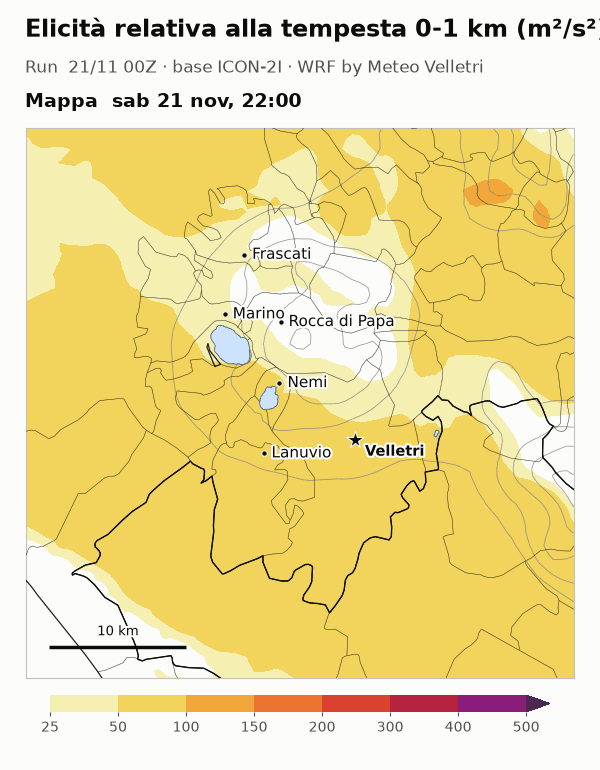 Elicità relativa alla tempesta 0-1 km (m²/s²)
Run 21/11 00Z · base ICON-2I · WRF by Meteo Velletri
Mappa sab 21 nov, 22:00
Frascati
Marino
Rocca di Papa
Nemi
Lanuvio
Velletri
10 km
25 50 100 150 200 300 400 500